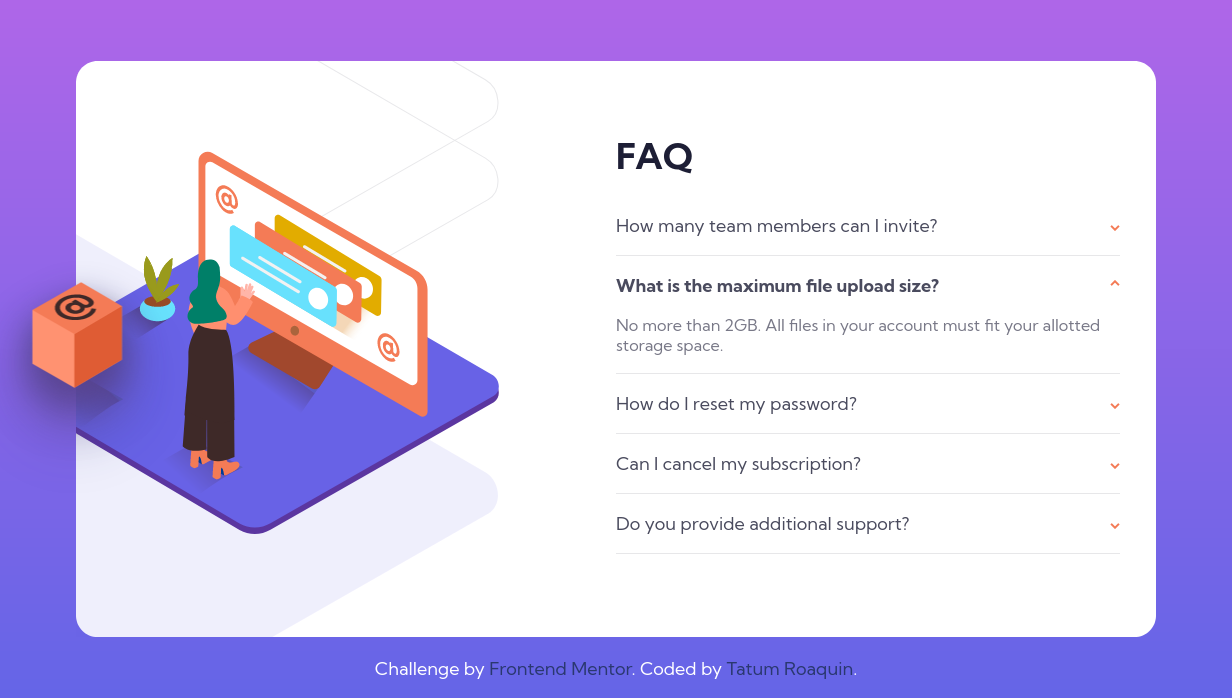 FAQ
How many team members can I invite?
What is the maximum file upload size?
No more than 2GB. All files in your account must fit your allotted
storage space.
How do I reset my password?
Can I cancel my subscription?
Do you provide additional support?
@
@
@
Challenge by Frontend Mentor. Coded by Tatum Roaquin.